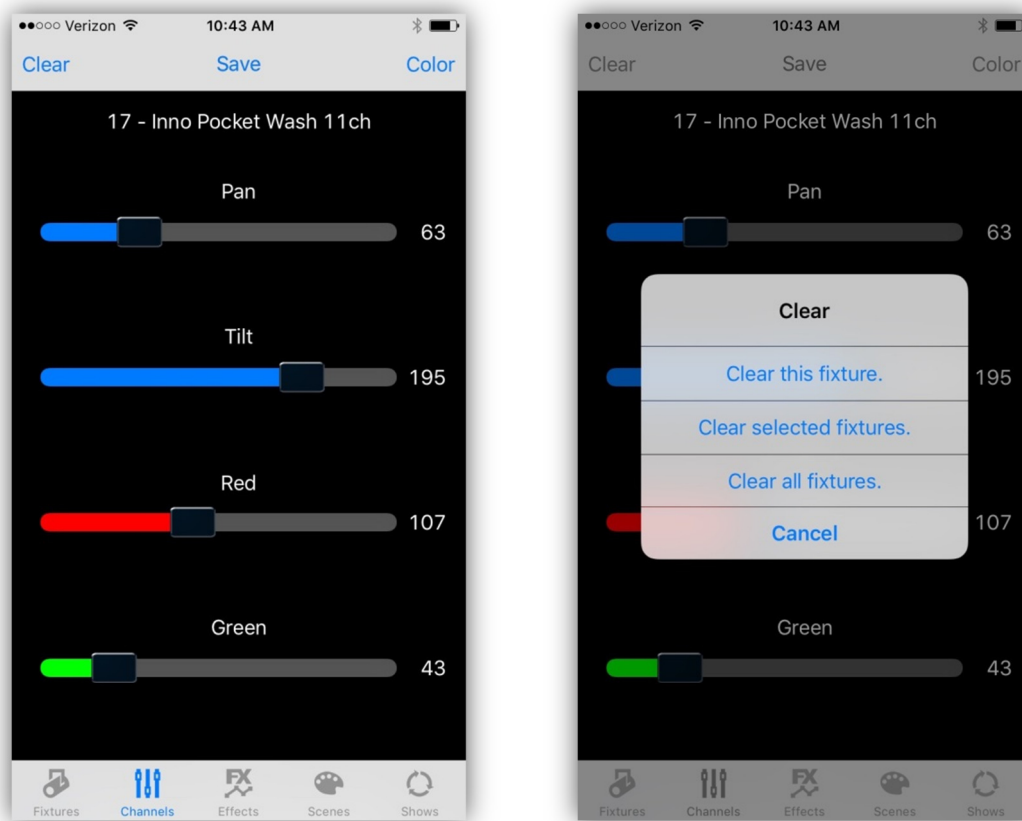 Verizon 10:43 AM
Clear Save Color
17 - Inno Pocket Wash 11ch
Pan
63
Tilt
195
Red
107
Green
43
Fixtures Channels Effects Scenes Shows
Verizon 10:43 AM
Clear Save Color
17 - Inno Pocket Wash 11ch
Pan
63
Clear
Clear this fixture.
195
Clear selected fixtures.
Clear all fixtures.
Cancel
107
Green
43
Fixtures Channels Effects Scenes Shows